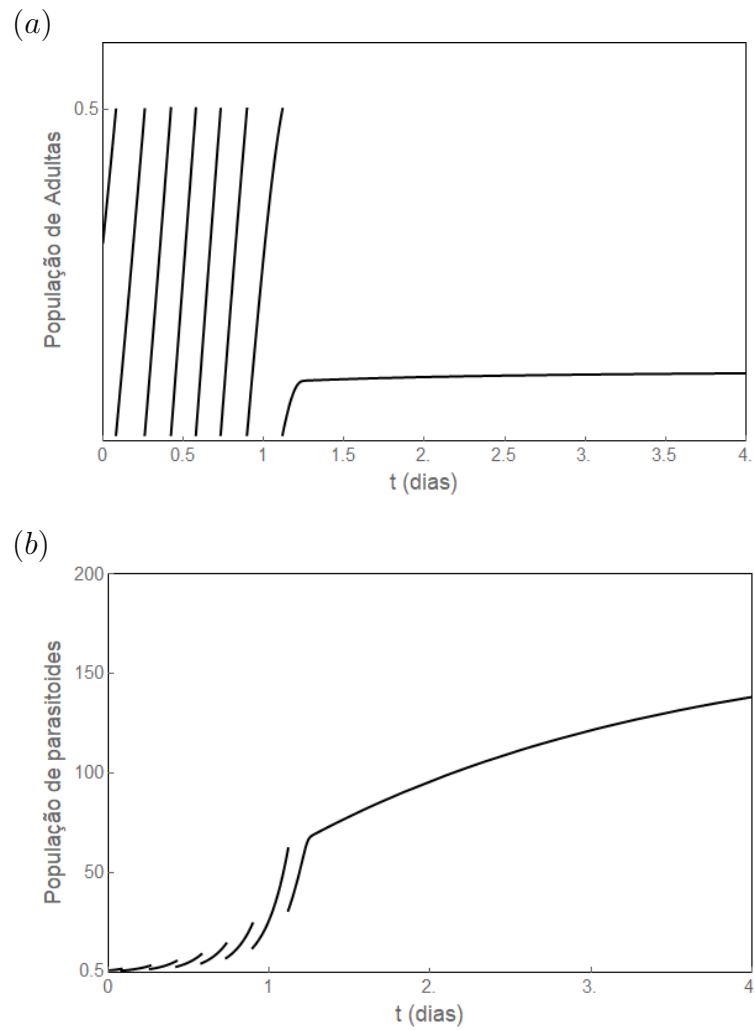 (a)
População de Adultas
0.5
0 0.5 1 1.5 2. 2.5 3. 3.5 4.
t (dias)
(b)
População de parasitoides
200
150
100
50
0.5
0 1 2. 3. 4.
t (dias)